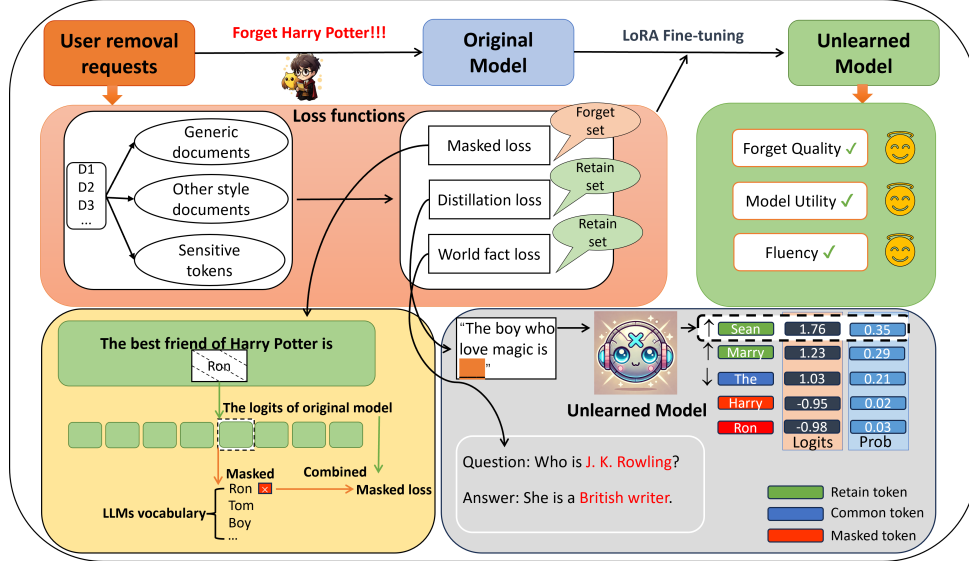 User removal
requests
Forget Harry Potter!!!
Original
Model
LoRA Fine-tuning
Unlearned
Model
Loss functions
D1
D2
D3
...
Generic
documents
Other style
documents
Sensitive
tokens
Masked loss
Forget
set
Distillation loss
Retain
set
World fact loss
Retain
set
Forget Quality ✓
Model Utility ✓
Fluency ✓
The best friend of Harry Potter is
Ron
The logits of original model
Masked
Combined
Masked loss
LLMs vocabulary
Ron
Tom
Boy
...
"The boy who
love magic is
"
Unlearned Model
Sean 1.76 0.35
Marry 1.23 0.29
The 1.03 0.21
Harry -0.95 0.02
Ron -0.98 0.03
Logits Prob
Question: Who is J. K. Rowling?
Answer: She is a British writer.
Retain token
Common token
Masked token